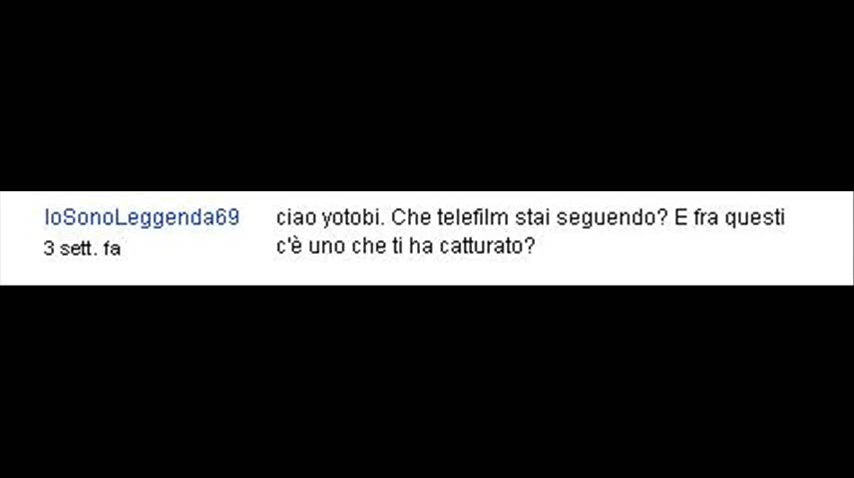 IoSonoLeggenda69 ciao yotobi. Che telefilm stai seguendo? E fra questi
3 sett. fa c'è uno che ti ha catturato?